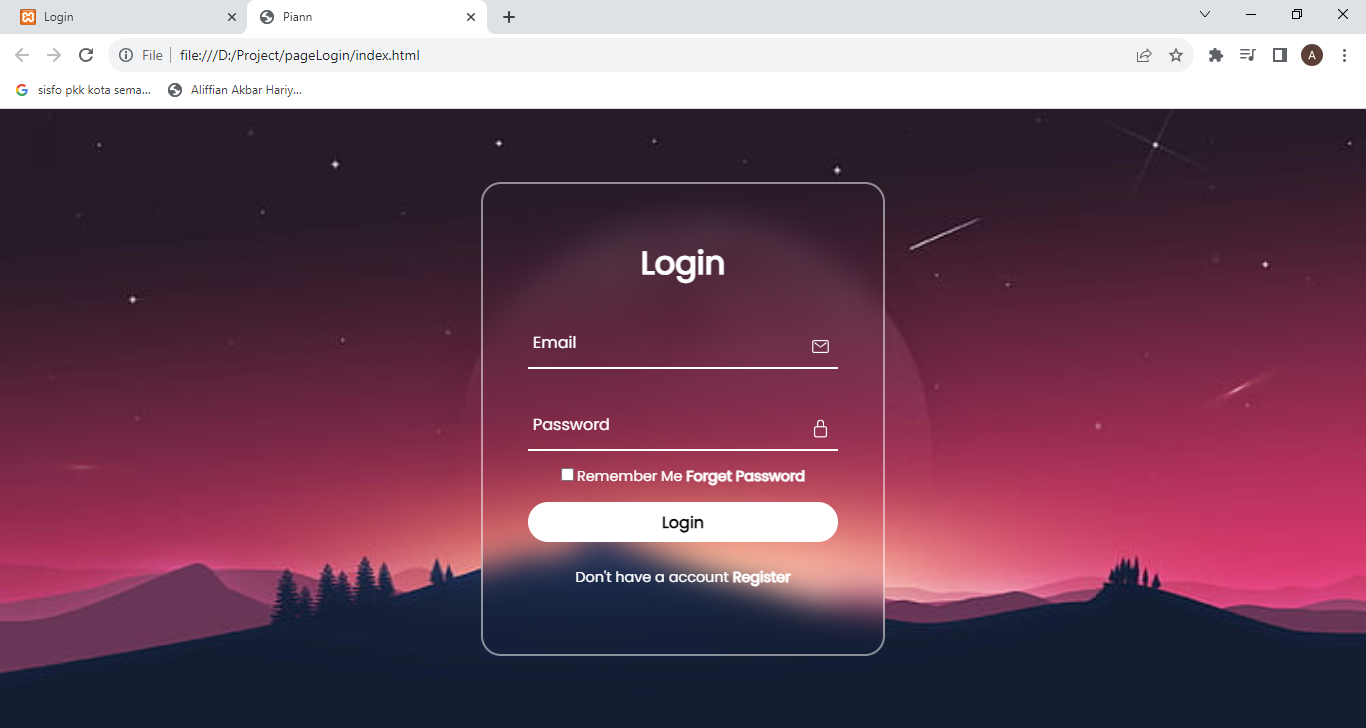 Login
Piann
File
file:///D:/Project/pageLogin/index.html
A
sisfo pkk kota sema...
Aliffian Akbar Hariy...
Login
Email
Password
Remember Me Forget Password
Login
Don't have a account Register